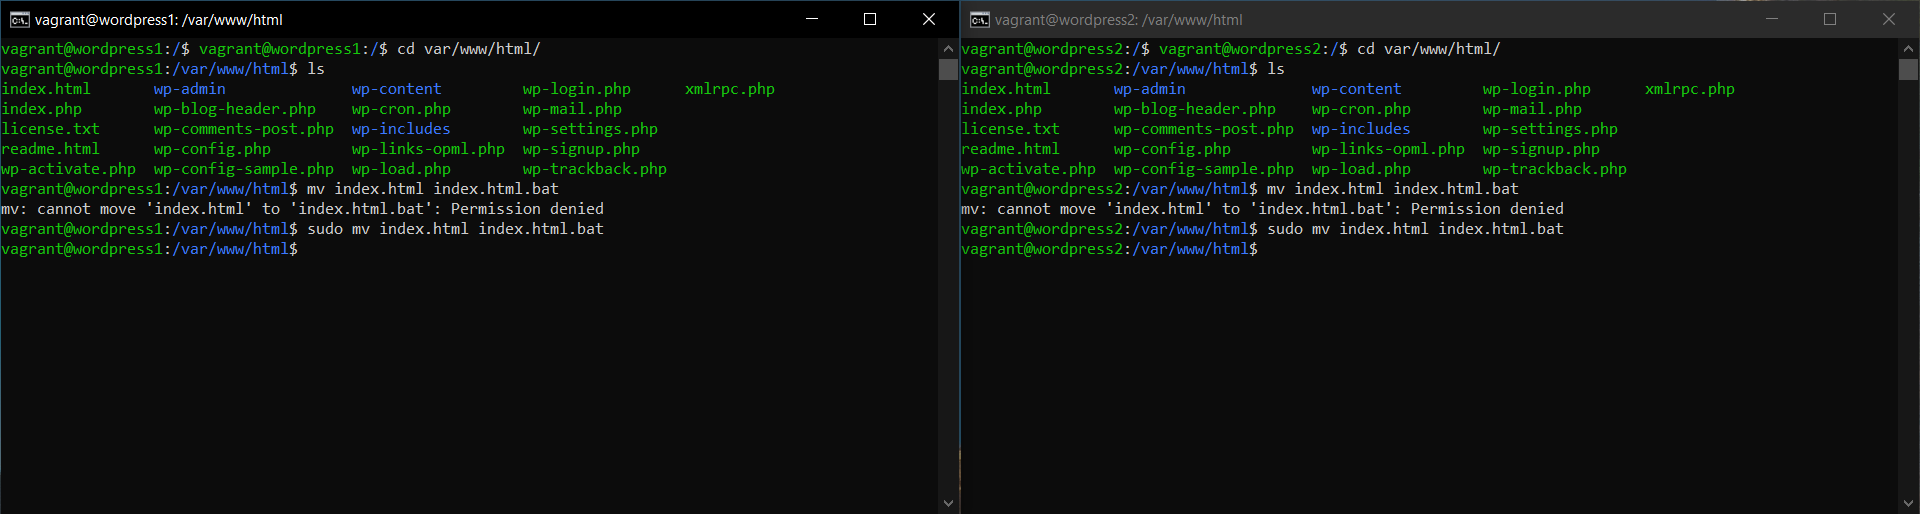 vagrant@wordpress1: /var/www/html
vagrant@wordpress1:/$ vagrant@wordpress1:/$ cd var/www/html/
vagrant@wordpress1:/var/www/html$ ls
index.html wp-admin wp-content wp-login.php xmlrpc.php
index.php wp-blog-header.php wp-cron.php wp-mail.php
license.txt wp-comments-post.php wp-includes wp-settings.php
readme.html wp-config.php wp-links-opml.php wp-signup.php
wp-activate.php wp-config-sample.php wp-load.php wp-trackback.php
vagrant@wordpress1:/var/www/html$ mv index.html index.html.bat
mv: cannot move 'index.html' to 'index.html.bat': Permission denied
vagrant@wordpress1:/var/www/html$ sudo mv index.html index.html.bat
vagrant@wordpress1:/var/www/html$
vagrant@wordpress2: /var/www/html
vagrant@wordpress2:/$ vagrant@wordpress2:/$ cd var/www/html/
vagrant@wordpress2:/var/www/html$ ls
index.html wp-admin wp-content wp-login.php xmlrpc.php
index.php wp-blog-header.php wp-cron.php wp-mail.php
license.txt wp-comments-post.php wp-includes wp-settings.php
readme.html wp-config.php wp-links-opml.php wp-signup.php
wp-activate.php wp-config-sample.php wp-load.php wp-trackback.php
vagrant@wordpress2:/var/www/html$ mv index.html index.html.bat
mv: cannot move 'index.html' to 'index.html.bat': Permission denied
vagrant@wordpress2:/var/www/html$ sudo mv index.html index.html.bat
vagrant@wordpress2:/var/www/html$